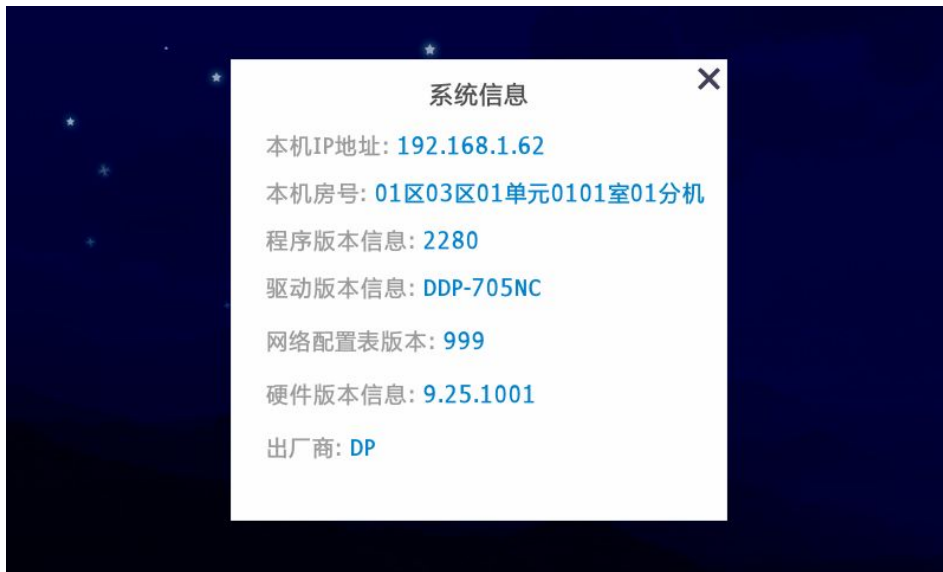 系统信息
本机IP地址: 192.168.1.62
本机房号: 01区03区01单元0101室01分机
程序版本信息: 2280
驱动版本信息: DDP-705NC
网络配置表版本: 999
硬件版本信息: 9.25.1001
出厂商: DP